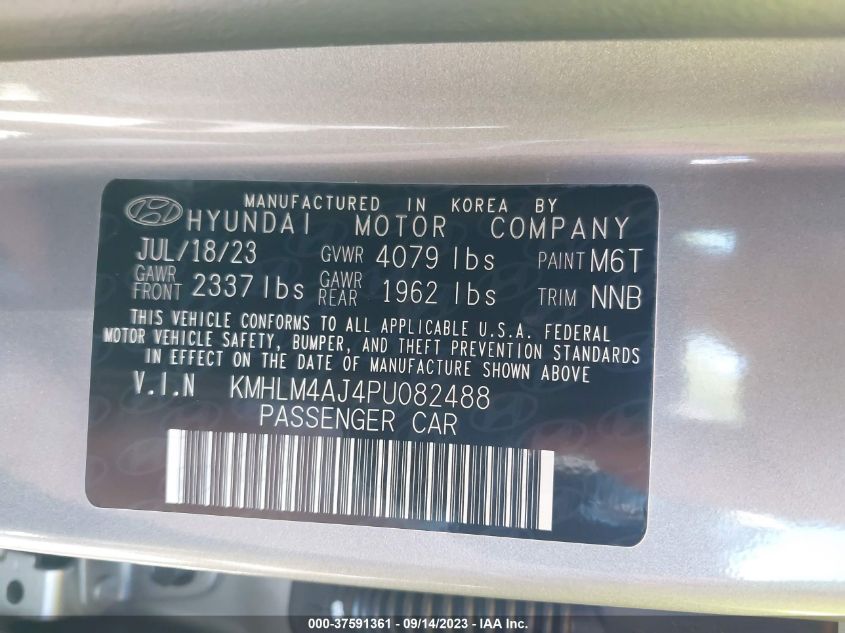 MANUFACTURED IN KOREA BY
HYUNDAI MOTOR COMPANY
JUL/18/23 GVWR 4079 lbs PAINT M6T
GAWR FRONT 2337 lbs GAWR REAR 1962 lbs TRIM NNB
THIS VEHICLE CONFORMS TO ALL APPLICABLE U.S.A. FEDERAL
MOTOR VEHICLE SAFETY, BUMPER, AND THEFT PREVENTION STANDARDS
IN EFFECT ON THE DATE OF MANUFACTURE SHOWN ABOVE
V.I.N KMHLM4AJ4PU082488
PASSENGER CAR
000-37591361 - 09/14/2023 - IAA Inc.